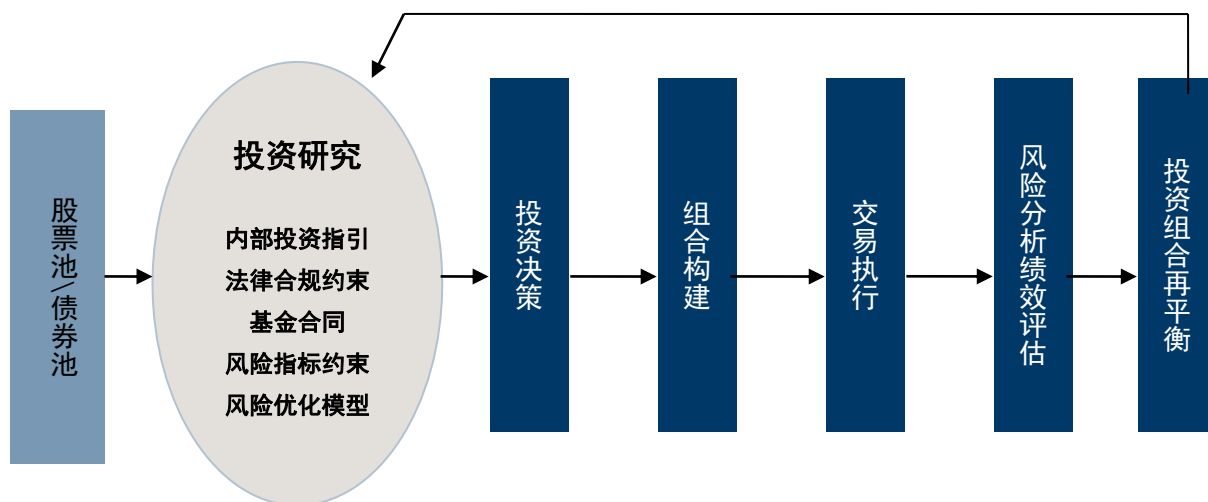 股票池\债券池
投资研究
内部投资指引
法律合规约束
基金合同
风险指标约束
风险优化模型
投资决策
组合构建
交易执行
风险分析绩效评估
投资组合再平衡